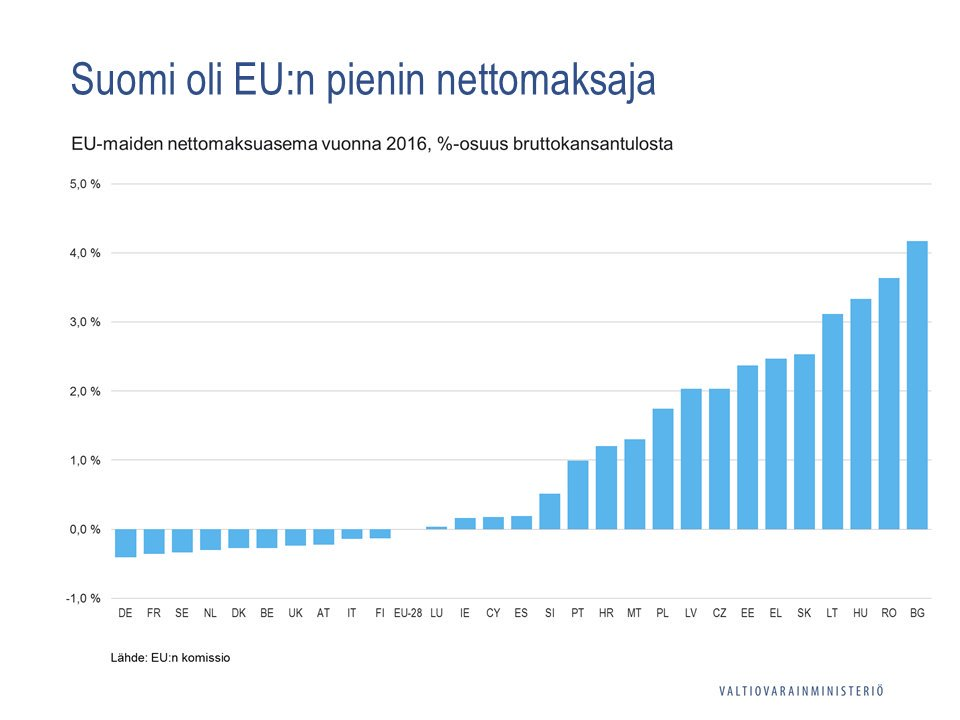 Suomi oli EU:n pienin nettomaksaja
EU-maiden nettomaksuasema vuonna 2016, %-osuus bruttokansantulosta
5,0 %
4,0 %
3,0 %
2,0 %
1,0 %
0,0 %
-1,0 %
DE FR SE NL DK BE UK AT IT FI EU-28 LU IE CY ES SI PT HR MT PL LV CZ EE EL SK LT HU RO BG
Lähde: EU:n komissio
VALTIOVARAINMINISTERIÖ